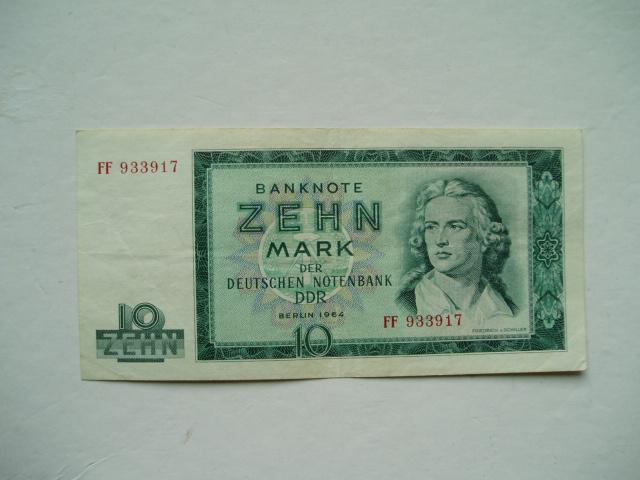 FF 933917
BANKNOTE
ZEHN
MARK
DER
DEUTSCHEN NOTENBANK
DDR
BERLIN 1964
FF 933917
FRIEDRICH v. SCHILLER
10
ZEHN
10